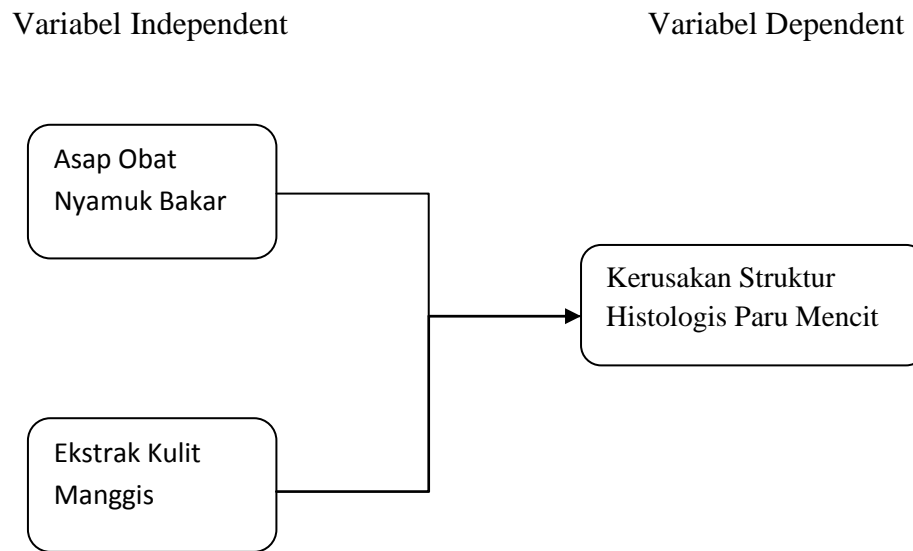 Variabel Independent
Variabel Dependent
Asap Obat
Nyamuk Bakar
Kerusakan Struktur
Histologis Paru Mencit
Ekstrak Kulit
Manggis